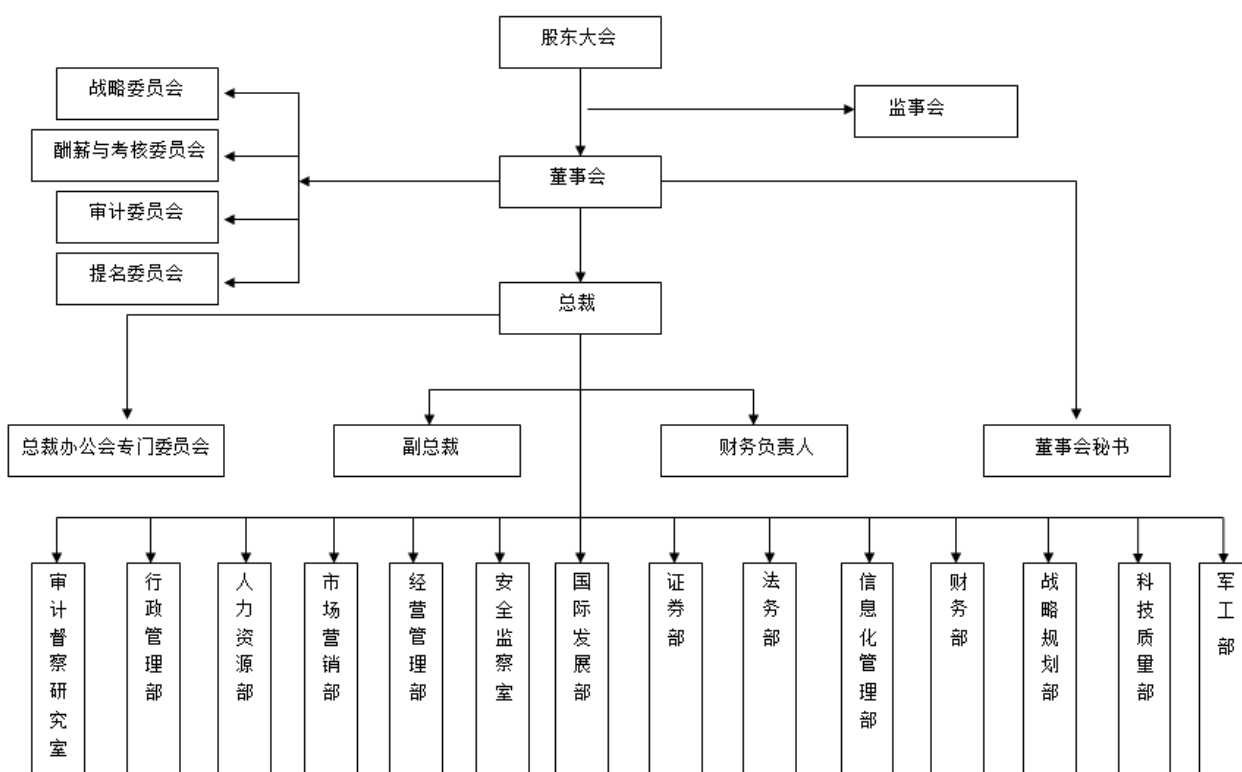 股东大会
战略委员会
监事会
酬薪与考核委员会
董事会
审计委员会
提名委员会
总裁
总裁办公会专门委员会
副总裁
财务负责人
董事会秘书
审计督察研究室
行政管理部
人力资源部
市场营销部
经营管理部
安全监察室
国际发展部
证券部
法务部
信息化管理部
财务部
战略规划部
科技质量部
军工部